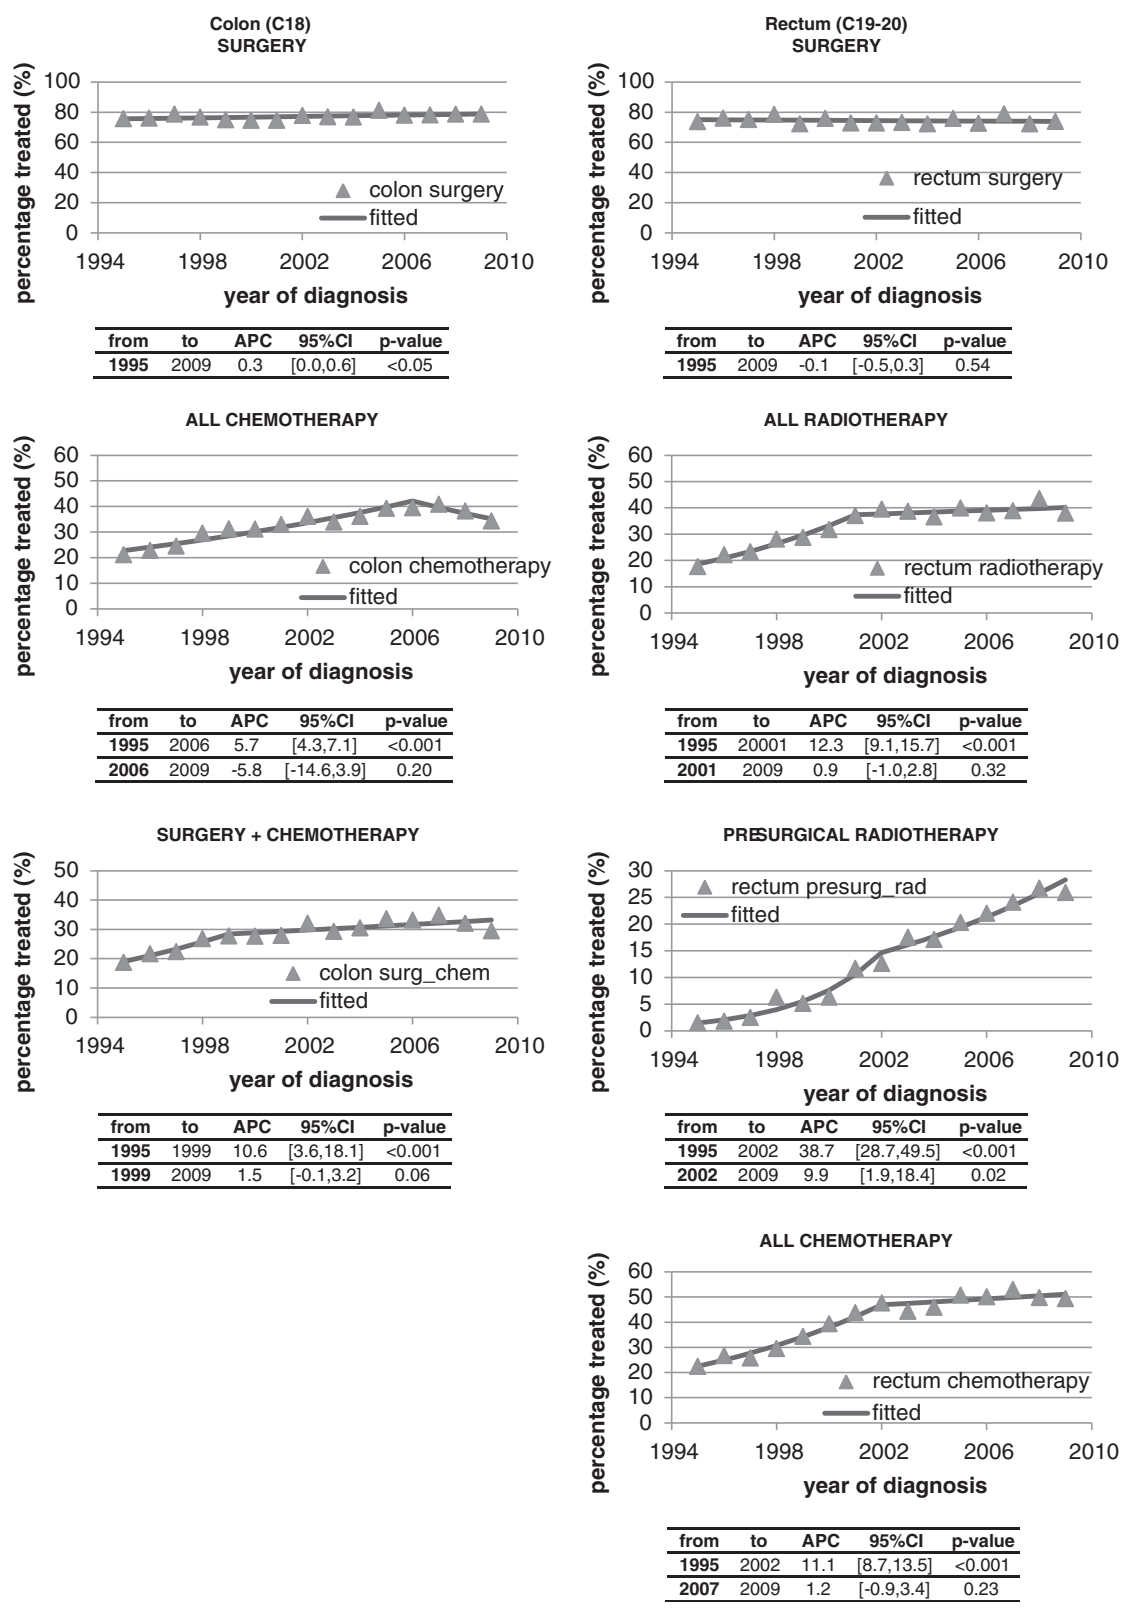 Colon (C18)
SURGERY
percentage treated (%)
100
80
60
40
20
0
colon surgery
fitted
1994 1998 2002 2006 2010
year of diagnosis
from to APC 95%CI p-value
1995 2009 0.3 [0.0,0.6] <0.05
Rectum (C19-20)
SURGERY
percentage treated (%)
100
80
60
40
20
0
rectum surgery
fitted
1994 1998 2002 2006 2010
year of diagnosis
from to APC 95%CI p-value
1995 2009 -0.1 [-0.5,0.3] 0.54
ALL CHEMOTHERAPY
percentage treated (%)
60
50
40
30
20
10
0
colon chemotherapy
fitted
1994 1998 2002 2006 2010
year of diagnosis
from to APC 95%CI p-value
1995 2006 5.7 [4.3,7.1] <0.001
2006 2009 -5.8 [-14.6,3.9] 0.20
ALL RADIOTHERAPY
percentage treated (%)
60
50
40
30
20
10
0
rectum radiotherapy
fitted
1994 1998 2002 2006 2010
year of diagnosis
from to APC 95%CI p-value
1995 20001 12.3 [9.1,15.7] <0.001
2001 2009 0.9 [-1.0,2.8] 0.32
SURGERY + CHEMOTHERAPY
percentage treated (%)
50
40
30
20
10
0
colon surg_chem
fitted
1994 1998 2002 2006 2010
year of diagnosis
from to APC 95%CI p-value
1995 1999 10.6 [3.6,18.1] <0.001
1999 2009 1.5 [-0.1,3.2] 0.06
PRESURGICAL RADIOTHERAPY
percentage treated (%)
30
25
20
15
10
5
0
rectum presurg_rad
fitted
1994 1998 2002 2006 2010
year of diagnosis
from to APC 95%CI p-value
1995 2002 38.7 [28.7,49.5] <0.001
2002 2009 9.9 [1.9,18.4] 0.02
ALL CHEMOTHERAPY
percentage treated (%)
60
50
40
30
20
10
0
rectum chemotherapy
fitted
1994 1998 2002 2006 2010
year of diagnosis
from to APC 95%CI p-value
1995 2002 11.1 [8.7,13.5] <0.001
2007 2009 1.2 [-0.9,3.4] 0.23